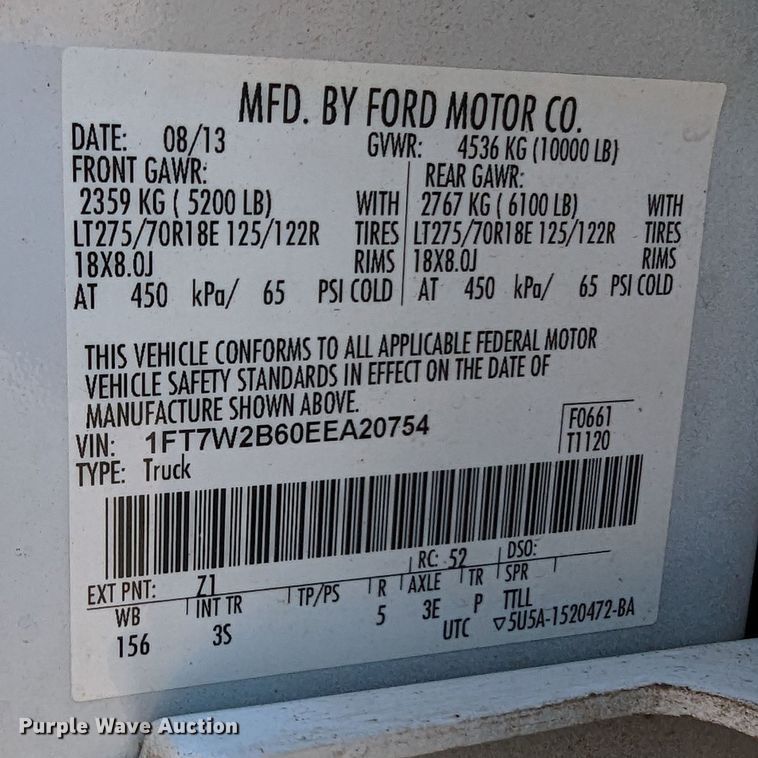 MFD. BY FORD MOTOR CO.
DATE: 08/13 GVWR: 4536 KG (10000 LB)
FRONT GAWR: REAR GAWR:
2359 KG ( 5200 LB) WITH 2767 KG ( 6100 LB) WITH
LT275/70R18E 125/122R TIRES LT275/70R18E 125/122R TIRES
18X8.0J RIMS 18X8.0J RIMS
AT 450 kPa/ 65 PSI COLD AT 450 kPa/ 65 PSI COLD
THIS VEHICLE CONFORMS TO ALL APPLICABLE FEDERAL MOTOR
VEHICLE SAFETY STANDARDS IN EFFECT ON THE DATE OF
MANUFACTURE SHOWN ABOVE.
VIN: 1FT7W2B60EEA20754 F0661
TYPE: Truck T1120
EXT PNT: Z1 RC: 52 DSO:
WB INT TR TP/PS R AXLE TR SPR
156 3S 5 3E P TTLL
UTC ▽5U5A-1520472-BA
Purple Wave Auction